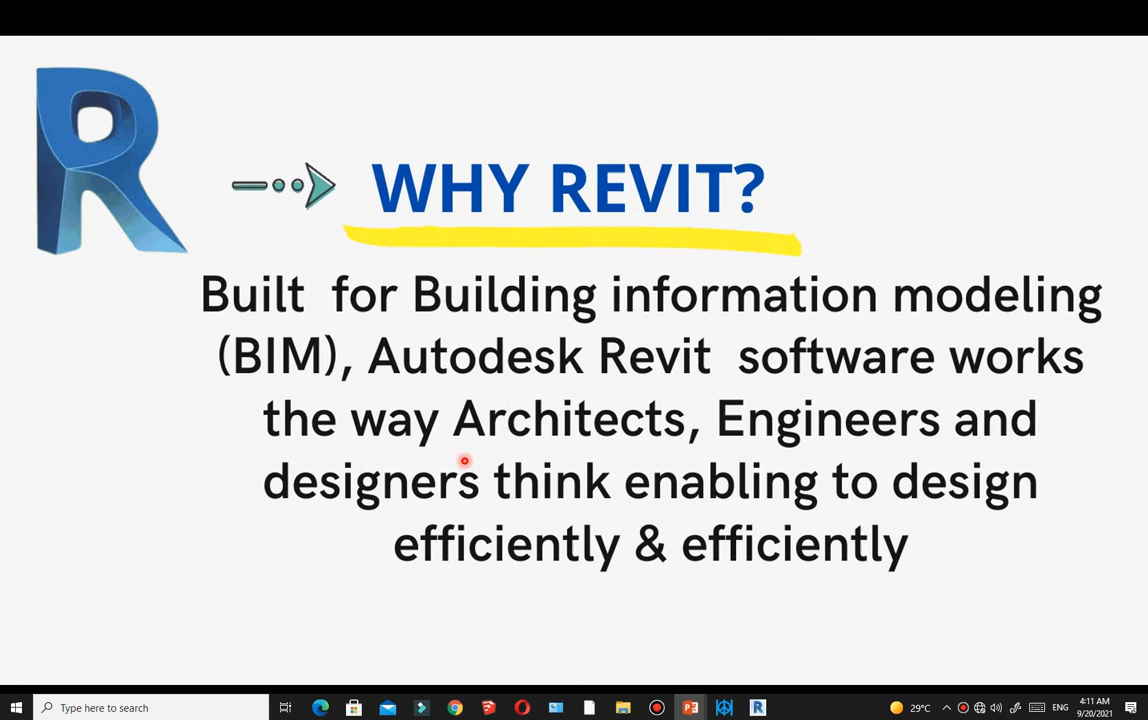 R
WHY REVIT?
Built for Building information modeling
(BIM), Autodesk Revit software works
the way Architects, Engineers and
designers think enabling to design
efficiently & efficiently
Type here to search
29°C
ENG
4:11 AM
9/20/2021